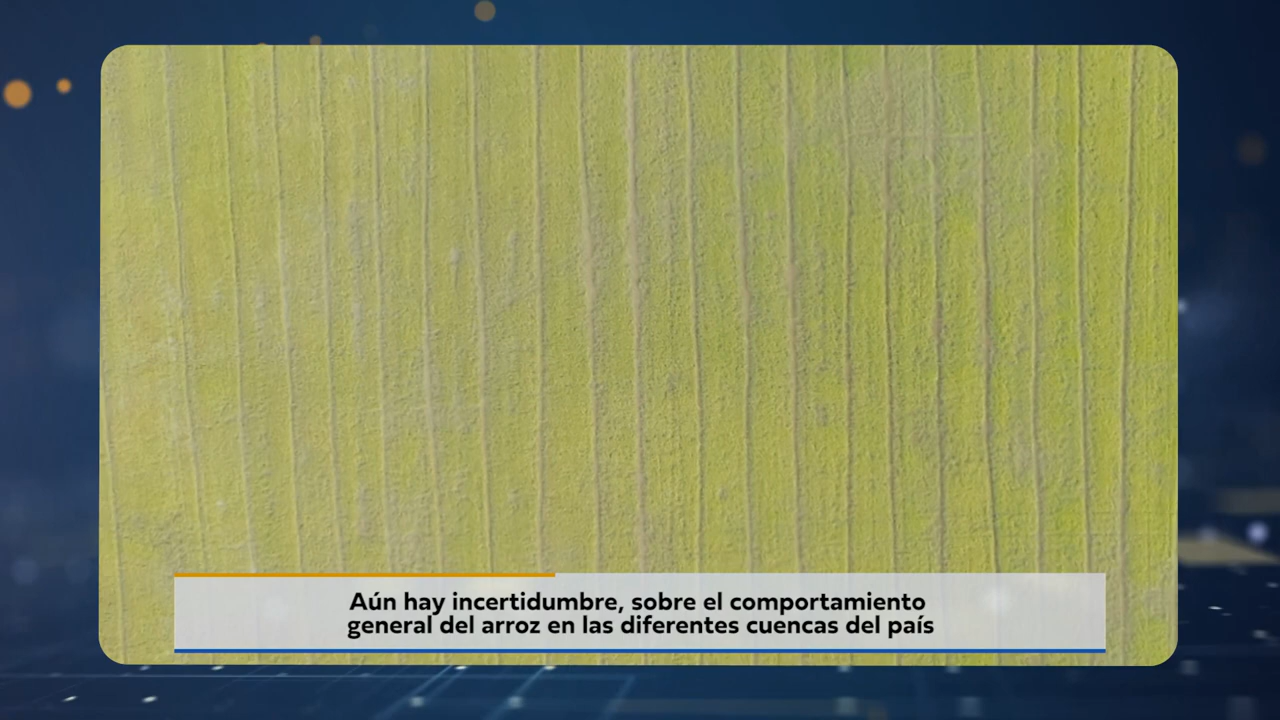 Aún hay incertidumbre, sobre el comportamiento
general del arroz en las diferentes cuencas del país